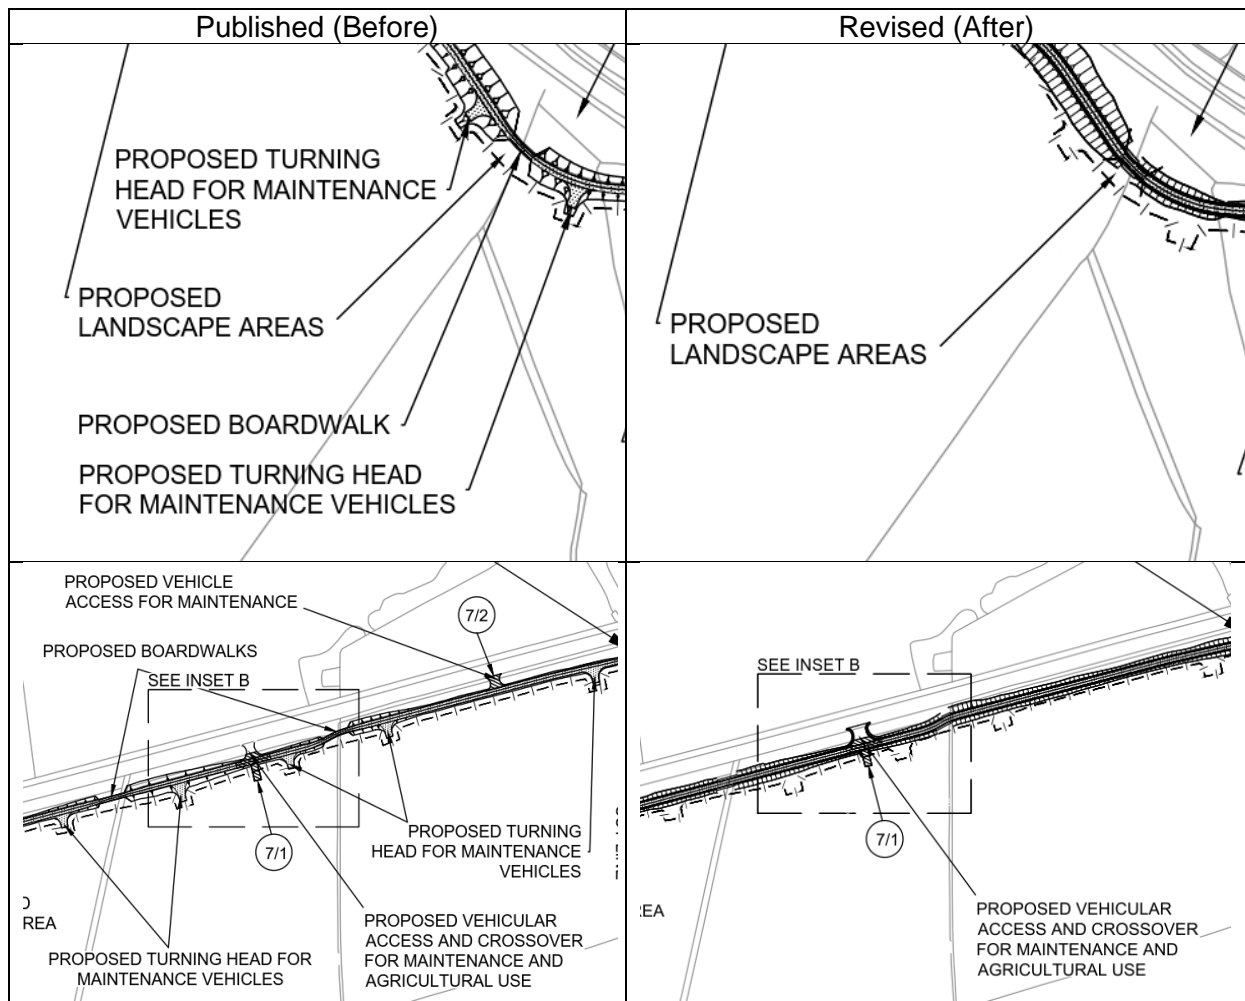 Published (Before)
Revised (After)
PROPOSED TURNING
HEAD FOR MAINTENANCE
VEHICLES
PROPOSED
LANDSCAPE AREAS
PROPOSED BOARDWALK
PROPOSED TURNING HEAD
FOR MAINTENANCE VEHICLES
PROPOSED
LANDSCAPE AREAS
PROPOSED VEHICLE
ACCESS FOR MAINTENANCE
7/2
PROPOSED BOARDWALKS
SEE INSET B
7/1
PROPOSED TURNING
HEAD FOR MAINTENANCE
VEHICLES
REA
PROPOSED TURNING HEAD FOR
MAINTENANCE VEHICLES
PROPOSED VEHICULAR
ACCESS AND CROSSOVER
FOR MAINTENANCE AND
AGRICULTURAL USE
SEE INSET B
7/1
EA
PROPOSED VEHICULAR
ACCESS AND CROSSOVER
FOR MAINTENANCE AND
AGRICULTURAL USE